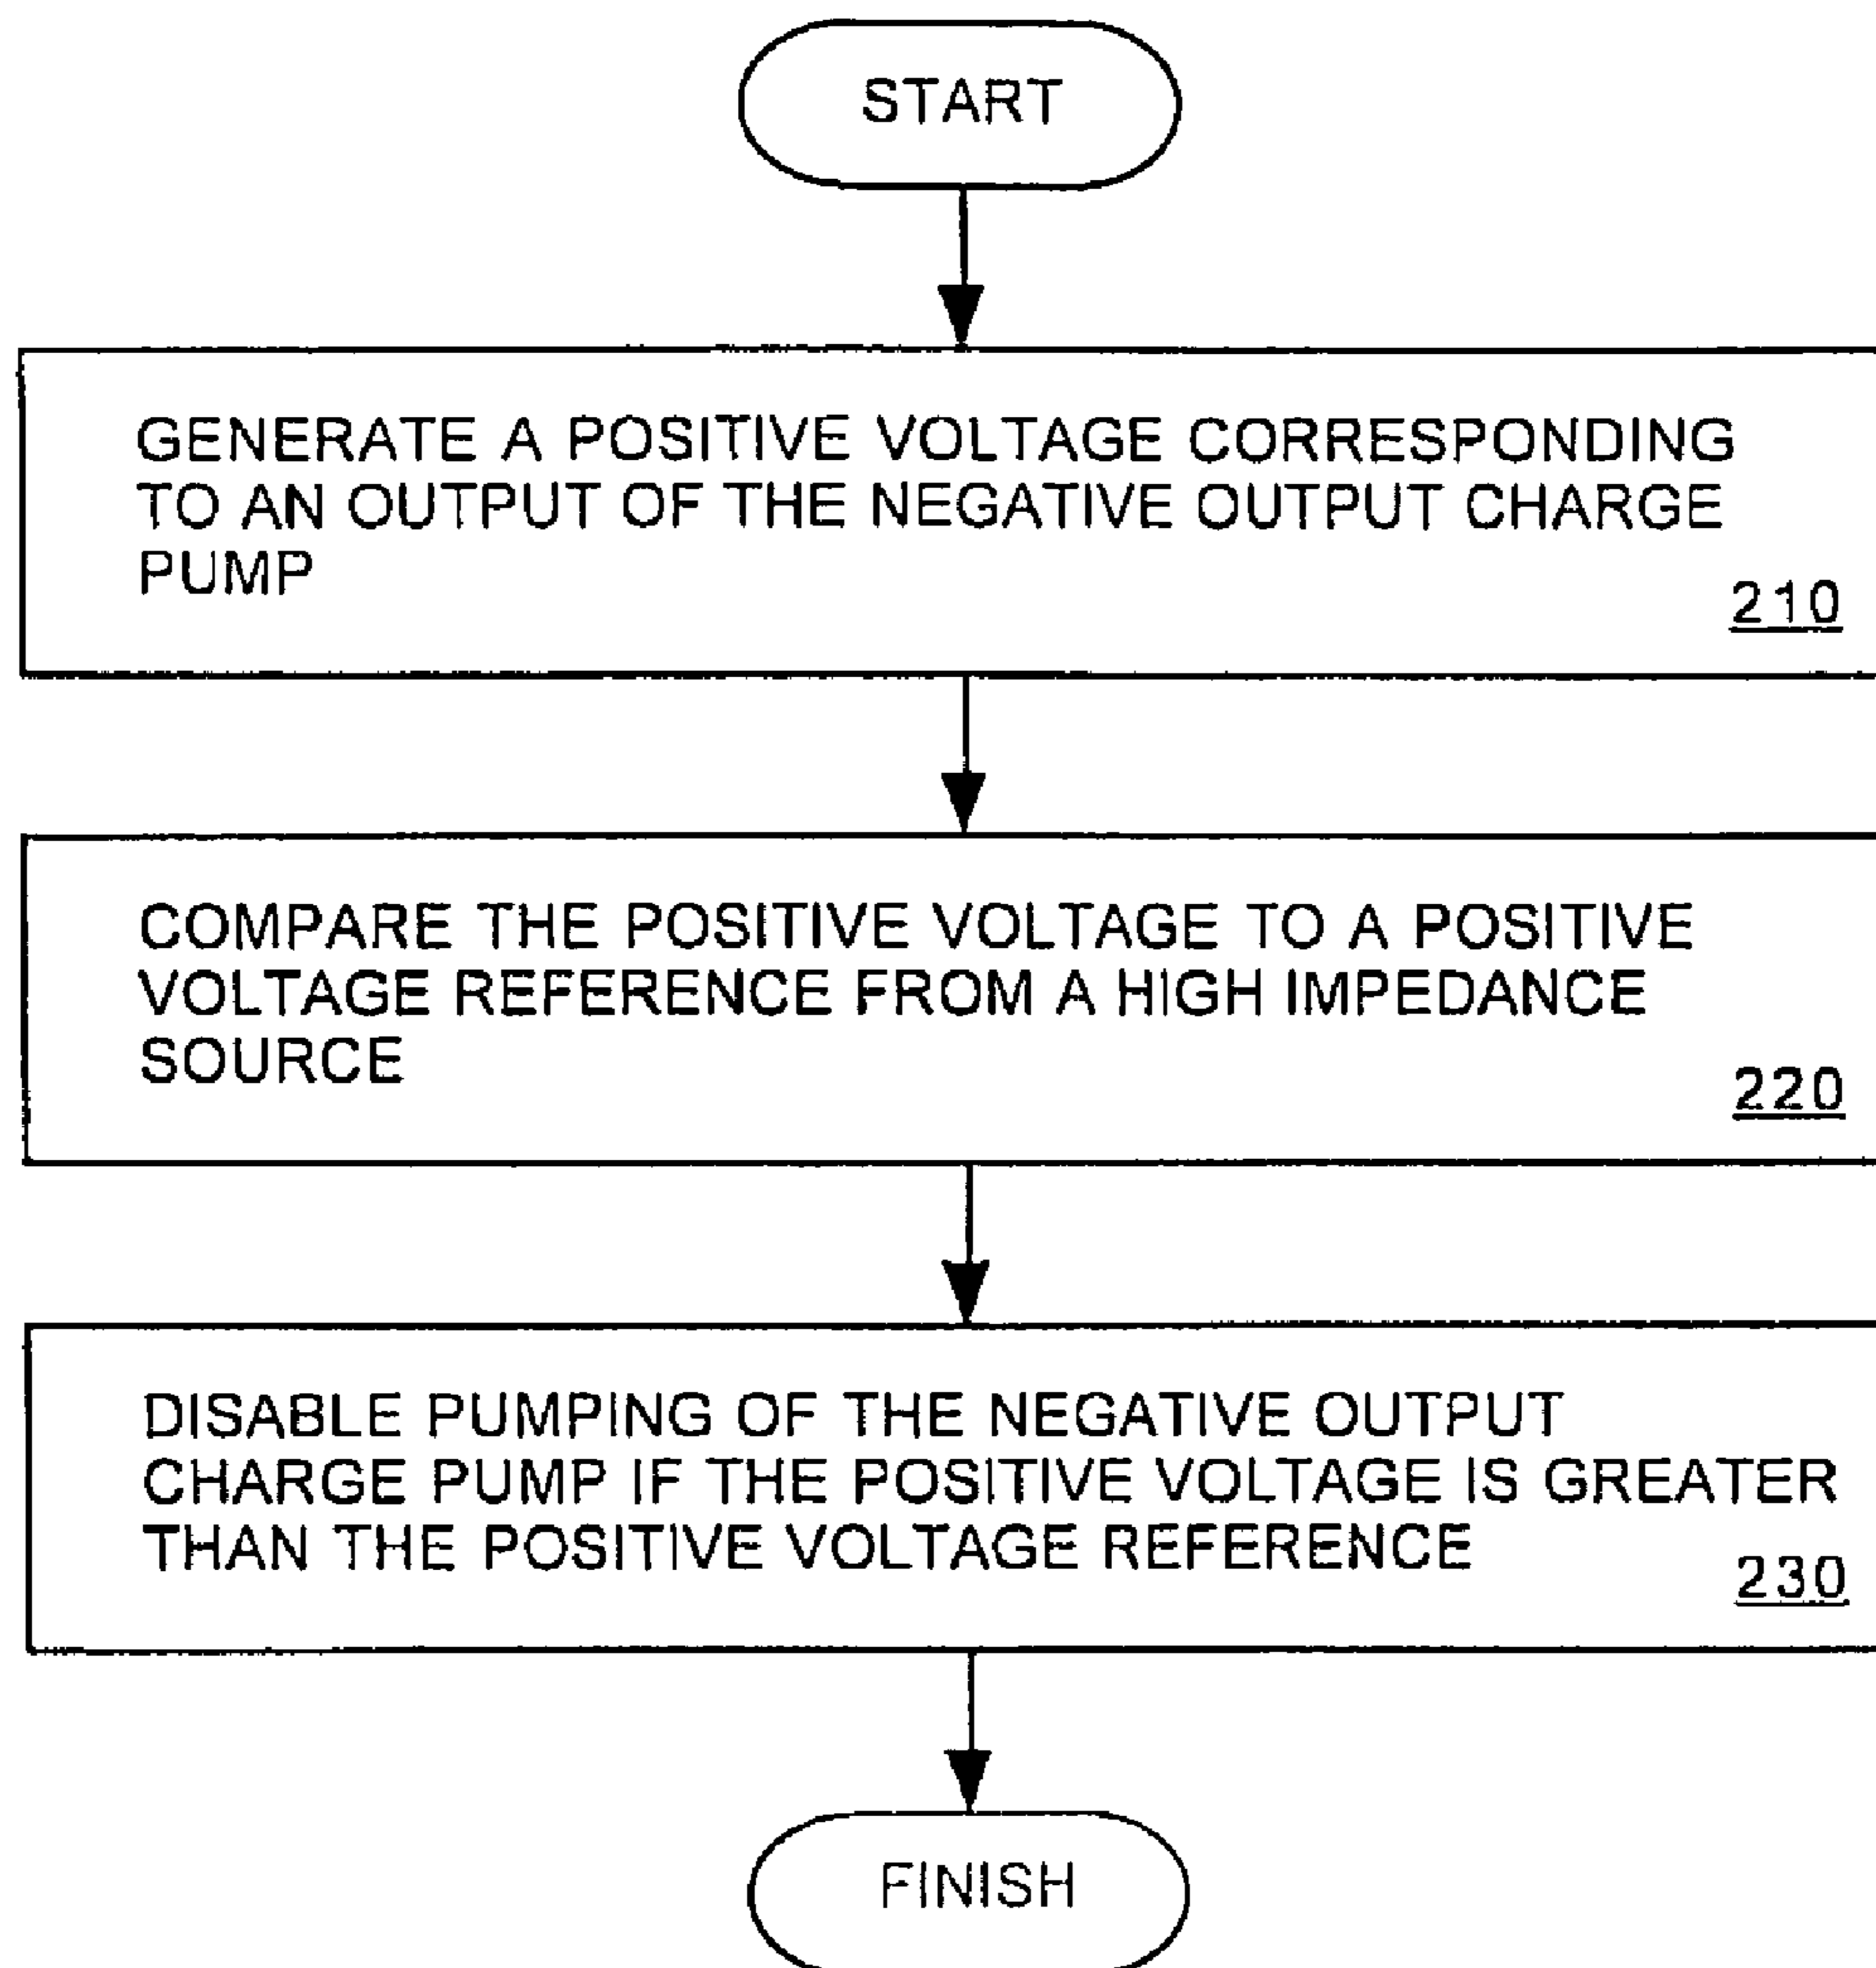 START
GENERATE A POSITIVE VOLTAGE CORRESPONDING
TO AN OUTPUT OF THE NEGATIVE OUTPUT CHARGE
PUMP
210
COMPARE THE POSITIVE VOLTAGE TO A POSITIVE
VOLTAGE REFERENCE FROM A HIGH IMPEDANCE
SOURCE
220
DISABLE PUMPING OF THE NEGATIVE OUTPUT
CHARGE PUMP IF THE POSITIVE VOLTAGE IS GREATER
THAN THE POSITIVE VOLTAGE REFERENCE
230
FINISH